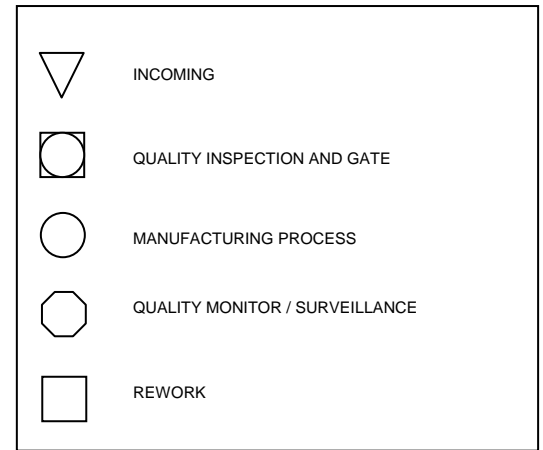 INCOMING
QUALITY INSPECTION AND GATE
MANUFACTURING PROCESS
QUALITY MONITOR / SURVEILLANCE
REWORK